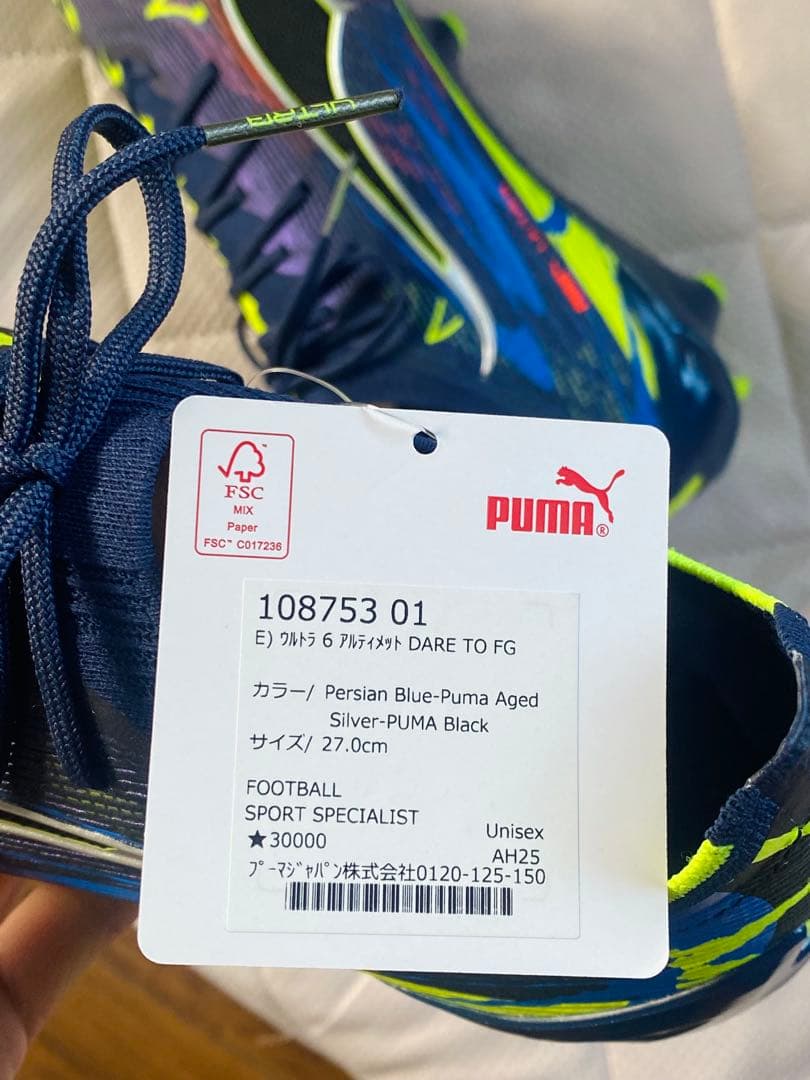 ULTRA
FSC
MIX
Paper
FSC™ C017236
PUMA®
108753 01
E) ｳﾙﾄﾗ 6 ｱﾙﾃｨﾒｯﾄ DARE TO FG
カラー/ Persian Blue-Puma Aged
Silver-PUMA Black
サイズ/ 27.0cm
FOOTBALL
SPORT SPECIALIST
Unisex
★30000
AH25
ﾌﾟｰﾏｼﾞｬﾊﾟﾝ株式会社0120-125-150